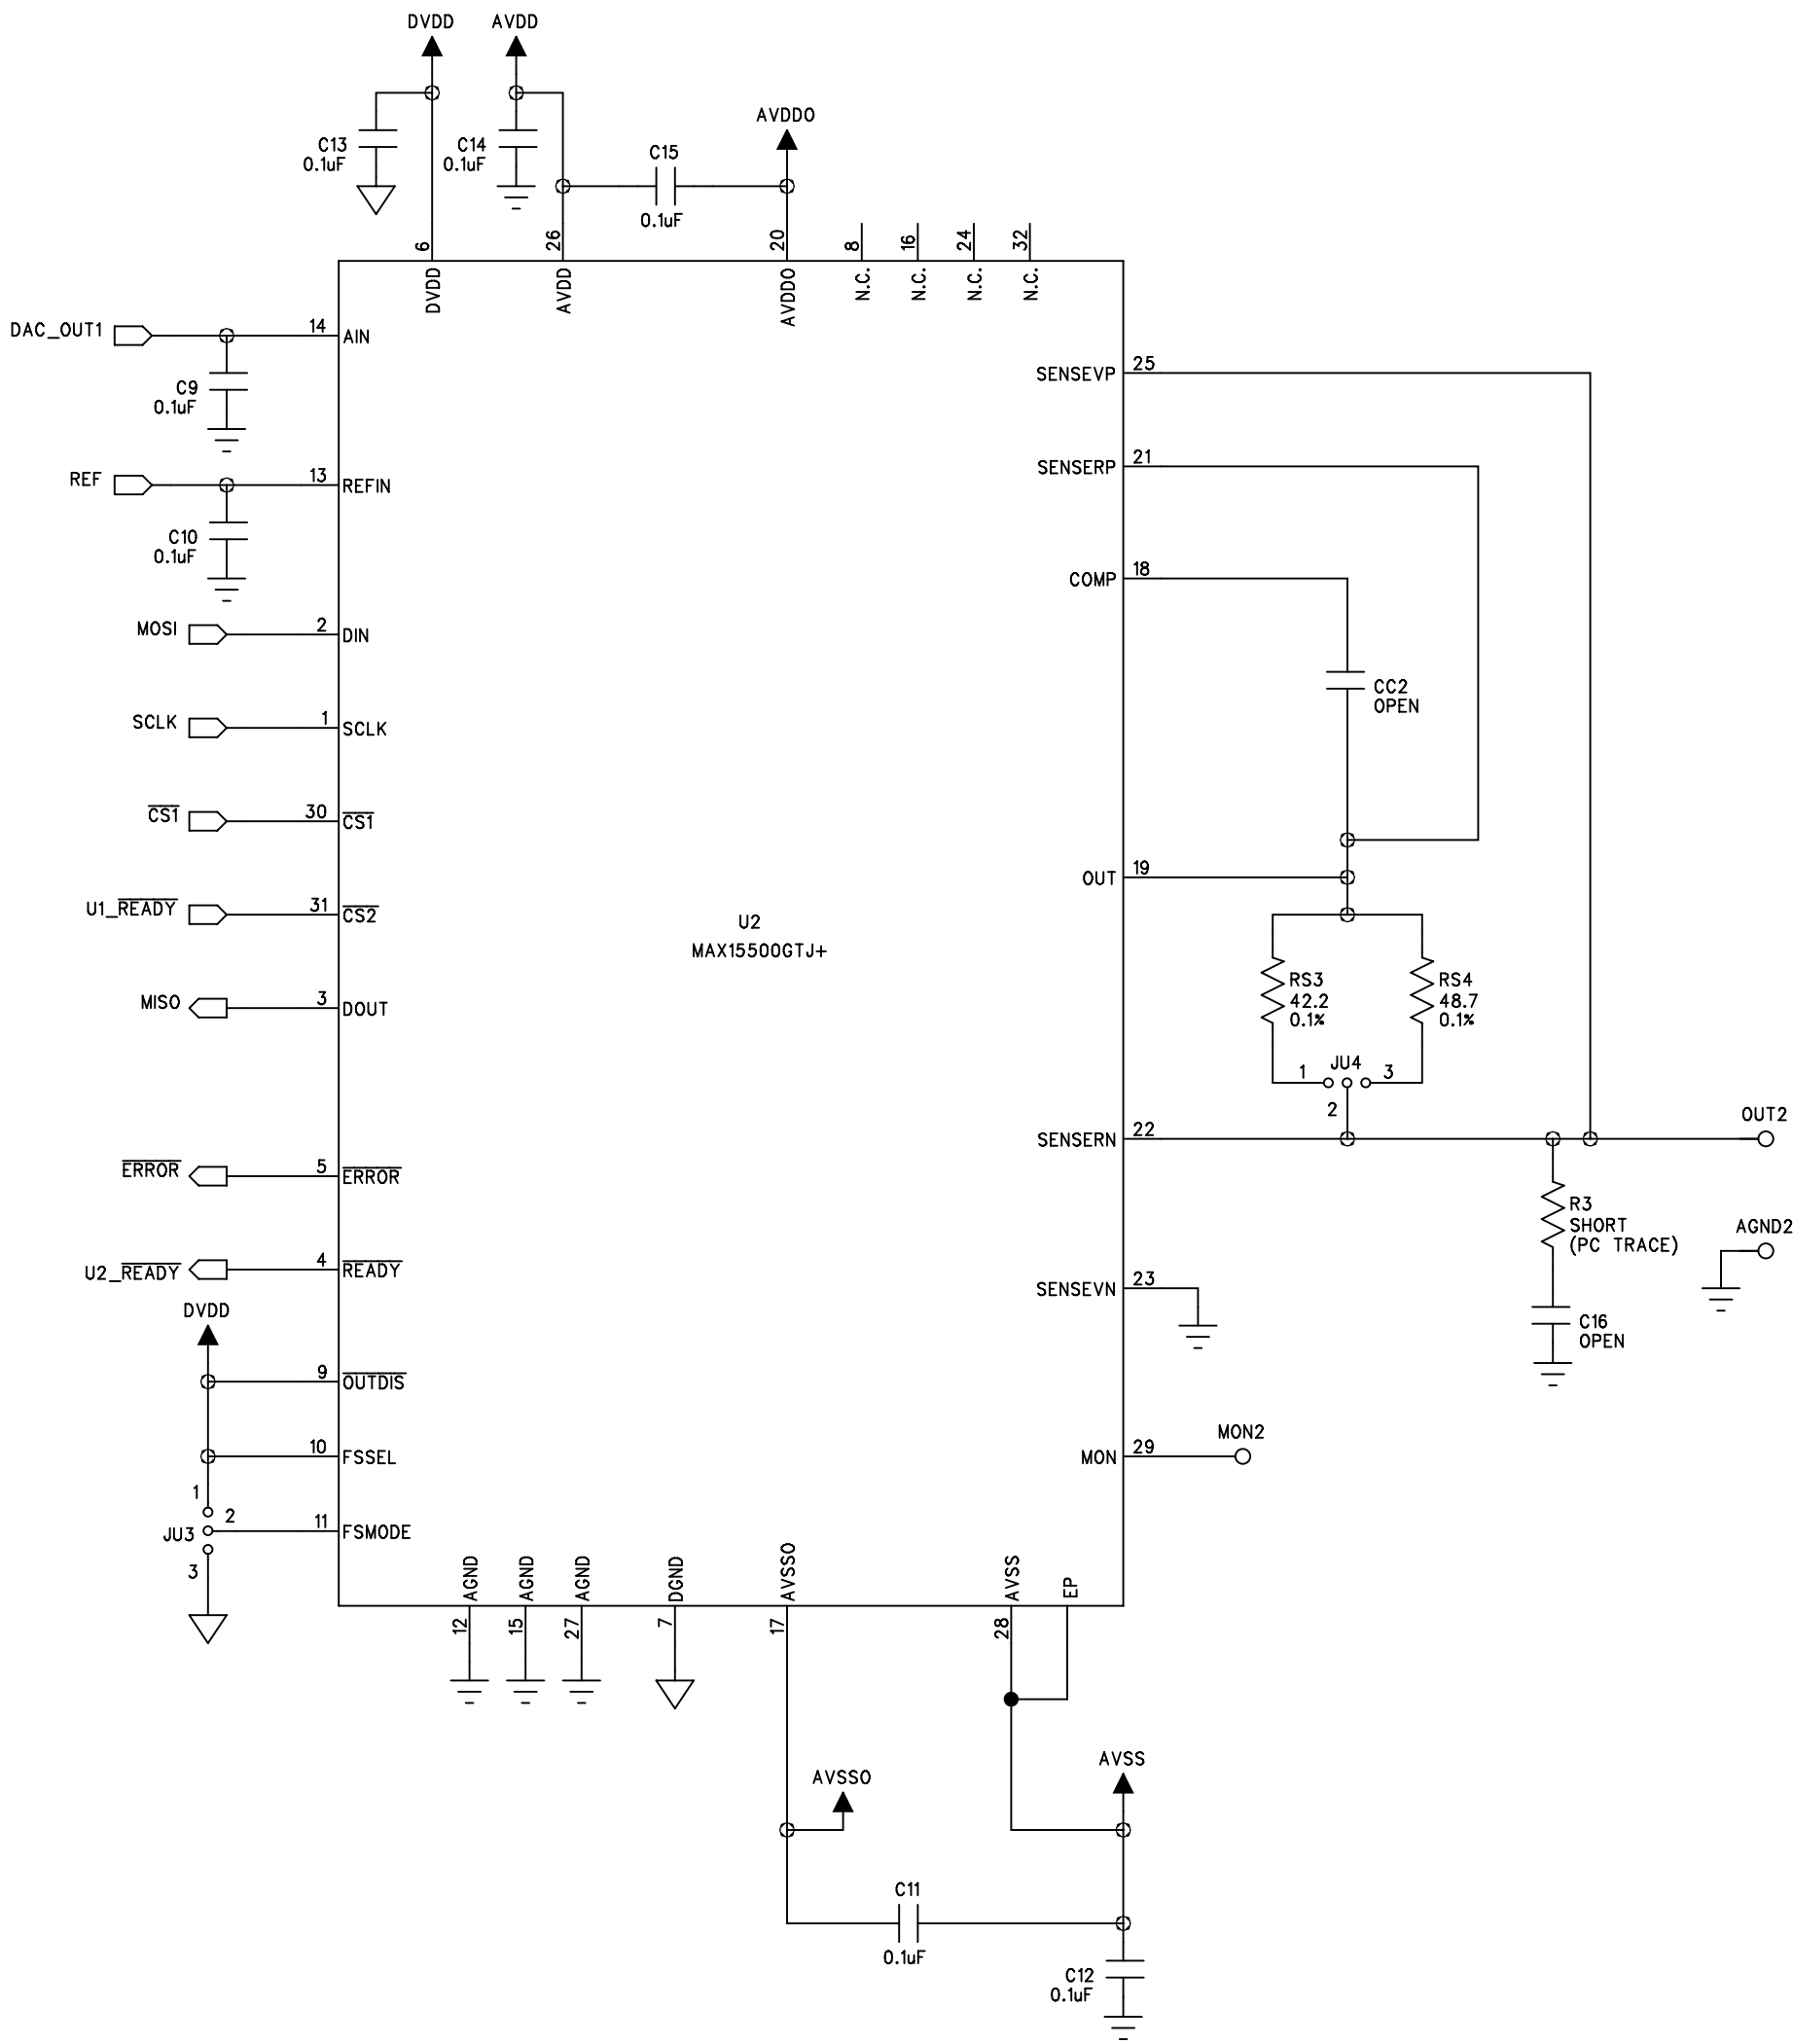 DVDD
AVDD
AVDDO
C13
0.1uF
C14
0.1uF
C15
0.1uF
6
26
20
8
16
24
32
DVDD
AVDD
AVDDO
N.C.
N.C.
N.C.
N.C.
DAC_OUT1
14
AIN
C9
0.1uF
SENSEVP
25
REF
13
REFIN
C10
0.1uF
SENSERP
21
COMP
18
MOSI
2
DIN
CC2
OPEN
SCLK
1
SCLK
CS1
30
CS1
OUT
19
U1_READY
31
CS2
U2
MAX15500GTJ+
MISO
3
DOUT
RS3
42.2
0.1%
RS4
48.7
0.1%
JU4
1
3
2
SENSERN
22
OUT2
ERROR
5
ERROR
R3
SHORT
(PC TRACE)
AGND2
U2_READY
4
READY
SENSEVN
23
DVDD
C16
OPEN
9
OUTDIS
10
FSSEL
MON
29
MON2
1
2
JU3
3
11
FSMODE
AGND
AGND
AGND
DGND
AVSSO
AVSS
EP
12
15
27
7
17
28
AVSSO
AVSS
C11
0.1uF
C12
0.1uF